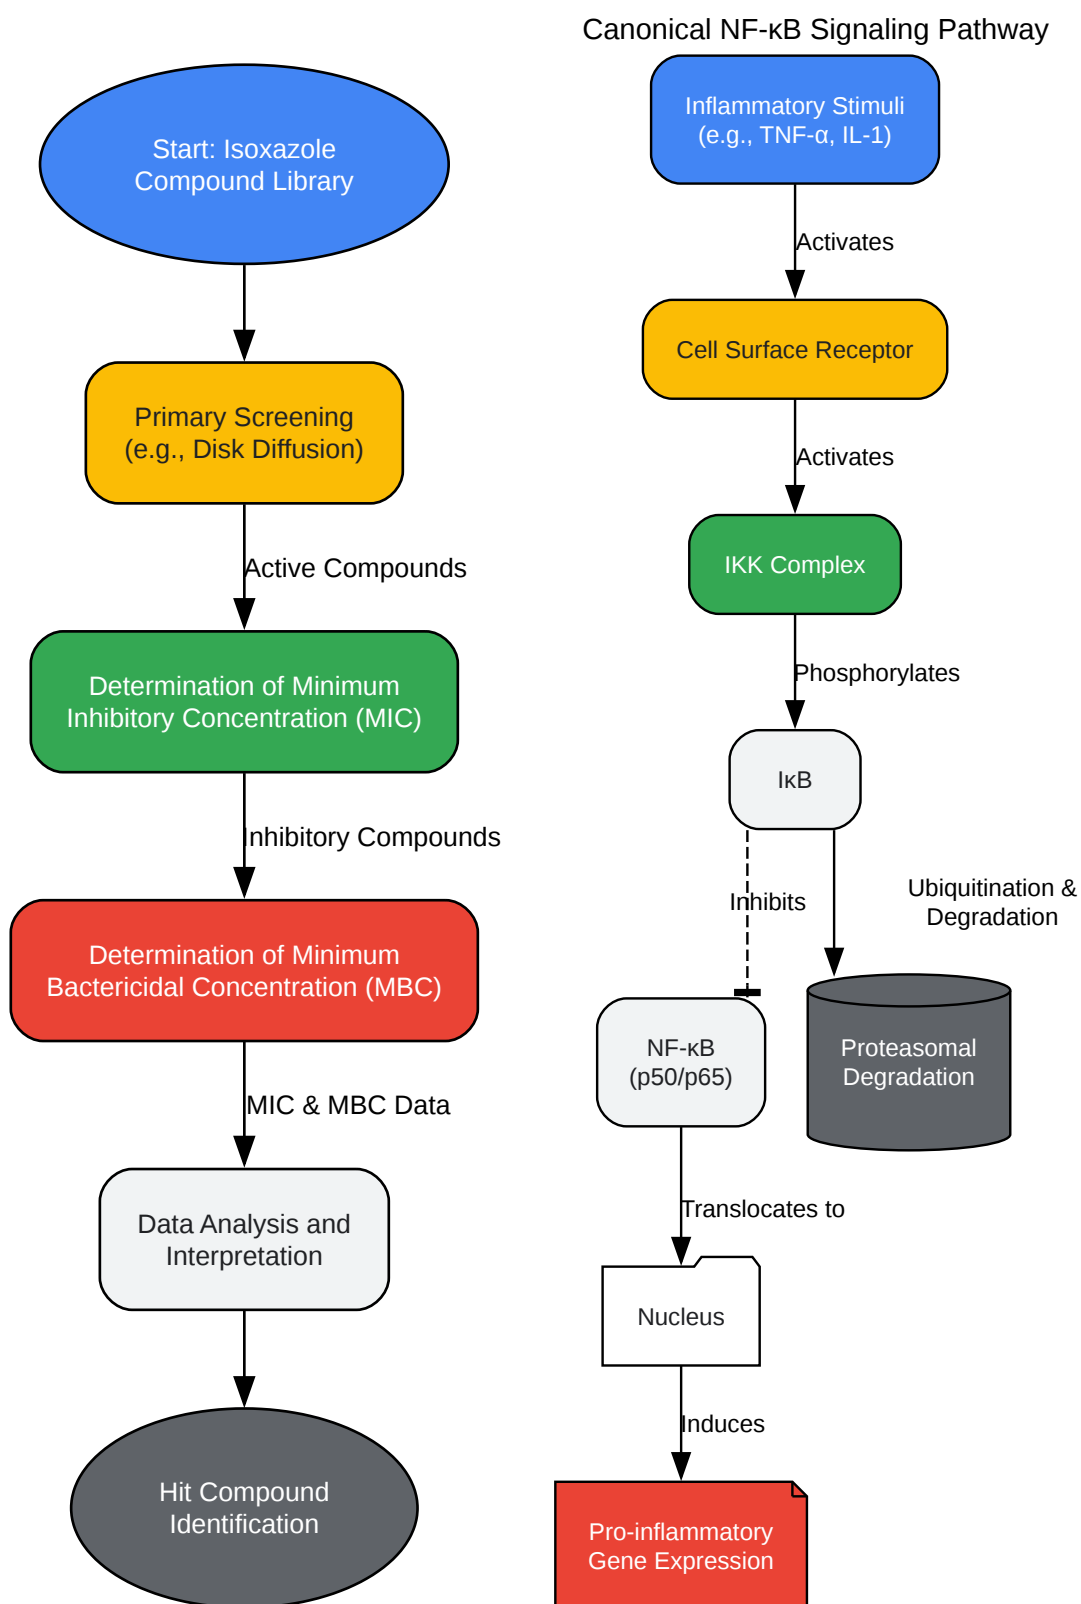 Start: Isoxazole
Compound Library
Primary Screening
(e.g., Disk Diffusion)
Active Compounds
Determination of Minimum
Inhibitory Concentration (MIC)
Inhibitory Compounds
Determination of Minimum
Bactericidal Concentration (MBC)
MIC & MBC Data
Data Analysis and
Interpretation
Hit Compound
Identification
Canonical NF-κB Signaling Pathway
Inflammatory Stimuli
(e.g., TNF-α, IL-1)
Activates
Cell Surface Receptor
Activates
IKK Complex
Phosphorylates
IκB
Inhibits
Ubiquitination &
Degradation
NF-κB
(p50/p65)
Proteasomal
Degradation
Translocates to
Nucleus
Induces
Pro-inflammatory
Gene Expression